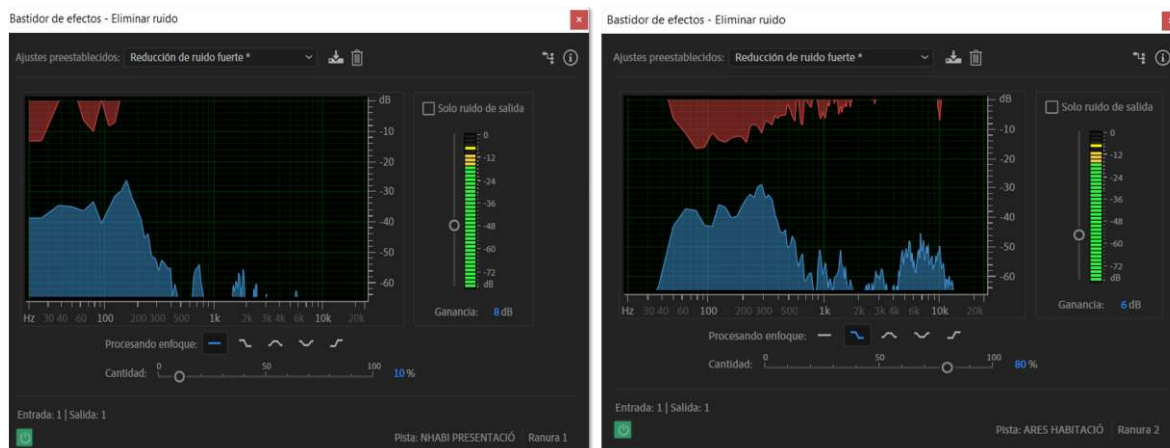 Bastidor de efectos - Eliminar ruido
Ajustes preestablecidos: Reducción de ruido fuerte *
dB
-10
-20
-30
-40
-50
-60
Hz 30 40 60 100 200 300 500 1k 2k 3k 4k 6k 10k 20k
Solo ruido de salida
0
-12
-24
-36
-48
-60
-72
dB
Ganancia: 8 dB
Procesando enfoque:
Cantidad: 0 50 100 10 %
Entrada: 1 | Salida: 1
Pista: NHABI PRESENTACIÓ Ranura 1
Bastidor de efectos - Eliminar ruido
Ajustes preestablecidos: Reducción de ruido fuerte *
dB
-10
-20
-30
-40
-50
-60
Hz 30 40 60 100 200 300 500 1k 2k 3k 4k 6k 10k 20k
Solo ruido de salida
0
-12
-24
-36
-48
-60
-72
dB
Ganancia: 6 dB
Procesando enfoque:
Cantidad: 0 50 100 80 %
Entrada: 1 | Salida: 1
Pista: ARES HABITACIÓ Ranura 2